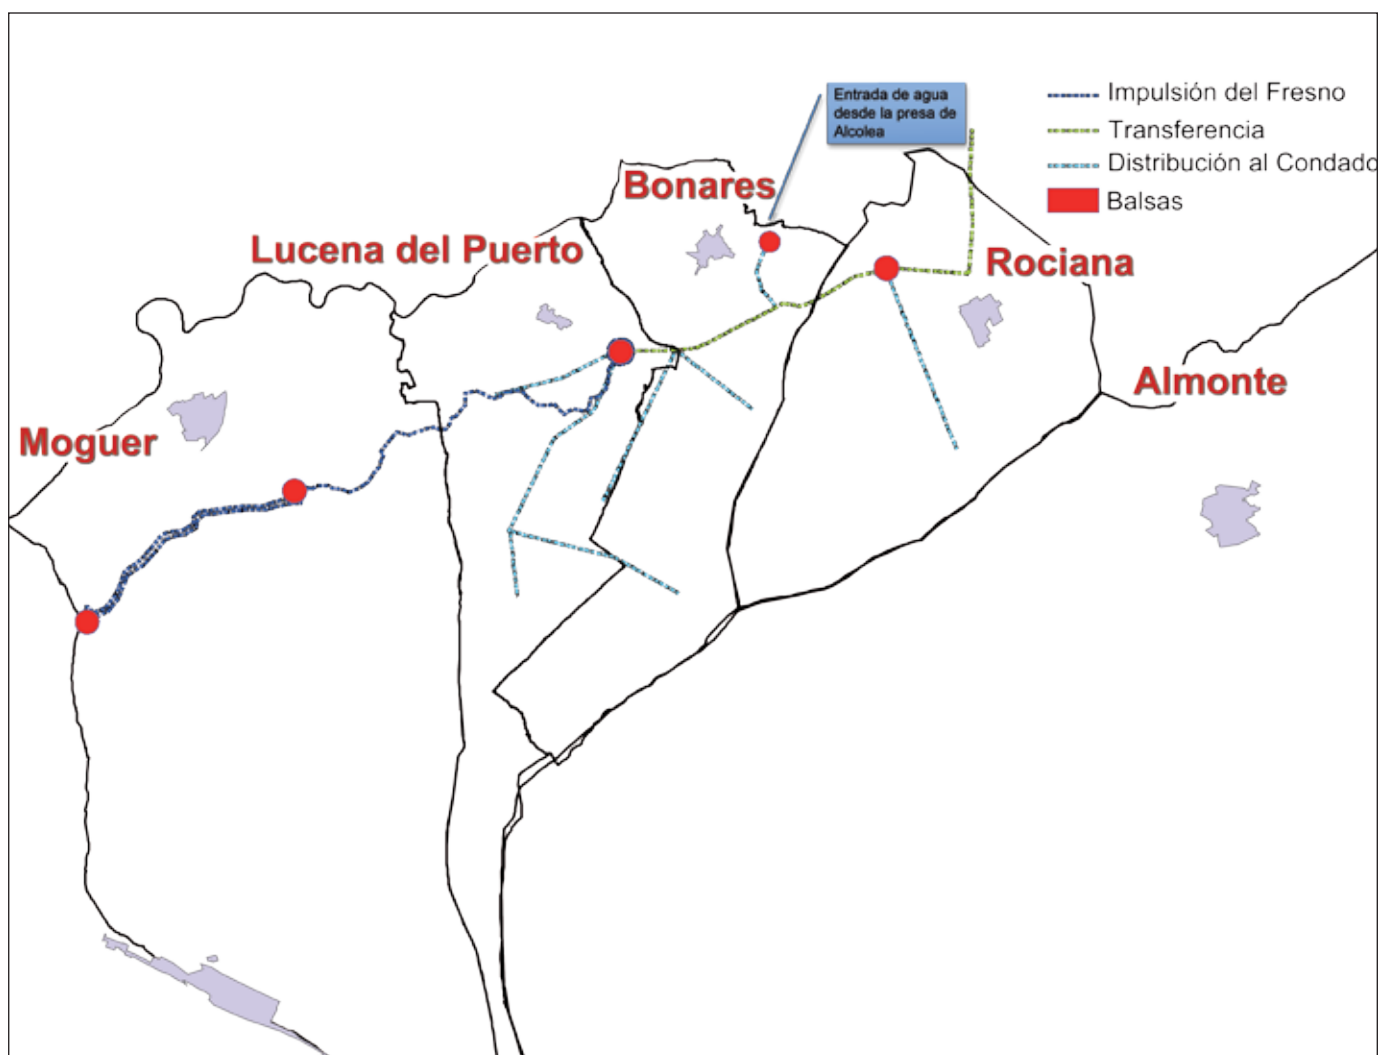 Entrada de agua
desde la presa de
Alcolea
Impulsión del Fresno
Transferencia
Distribución al Condado
Balsas
Bonares
Lucena del Puerto
Rociana
Almonte
Moguer